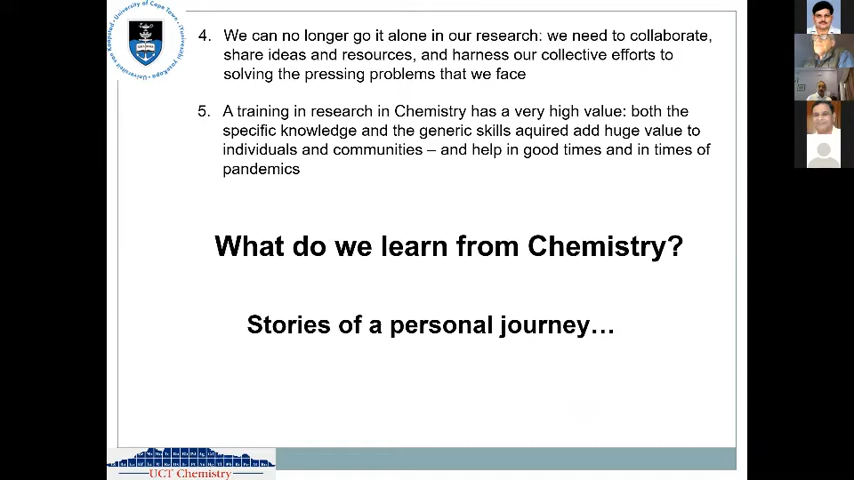 University of Cape Town
4. We can no longer go it alone in our research: we need to collaborate,
share ideas and resources, and harness our collective efforts to
solving the pressing problems that we face
5. A training in research in Chemistry has a very high value: both the
specific knowledge and the generic skills aquired add huge value to
individuals and communities – and help in good times and in times of
pandemics
What do we learn from Chemistry?
Stories of a personal journey…
UCT Chemistry